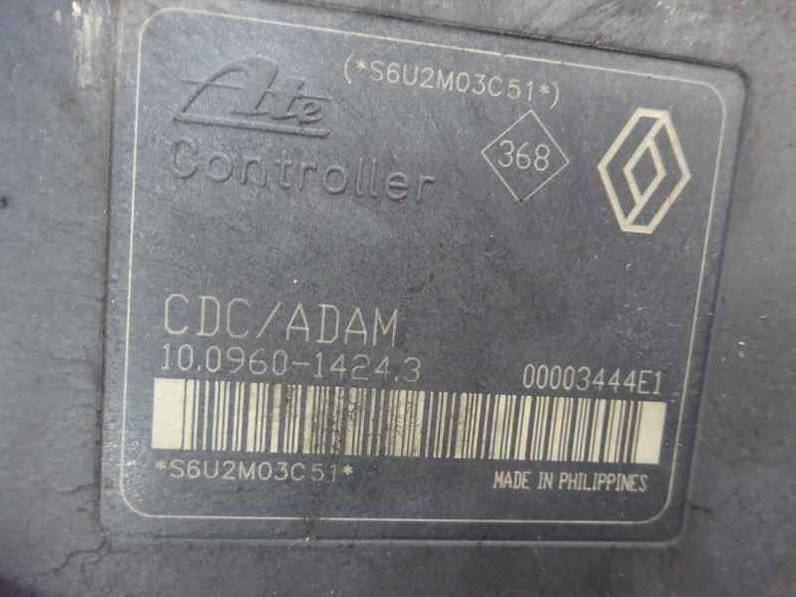 (*S6U2M03C51*)
Ate
368
Controller
CDC/ADAM
10.0960-1424.3
00003444E1
*S6U2M03C51*
MADE IN PHILIPPINES